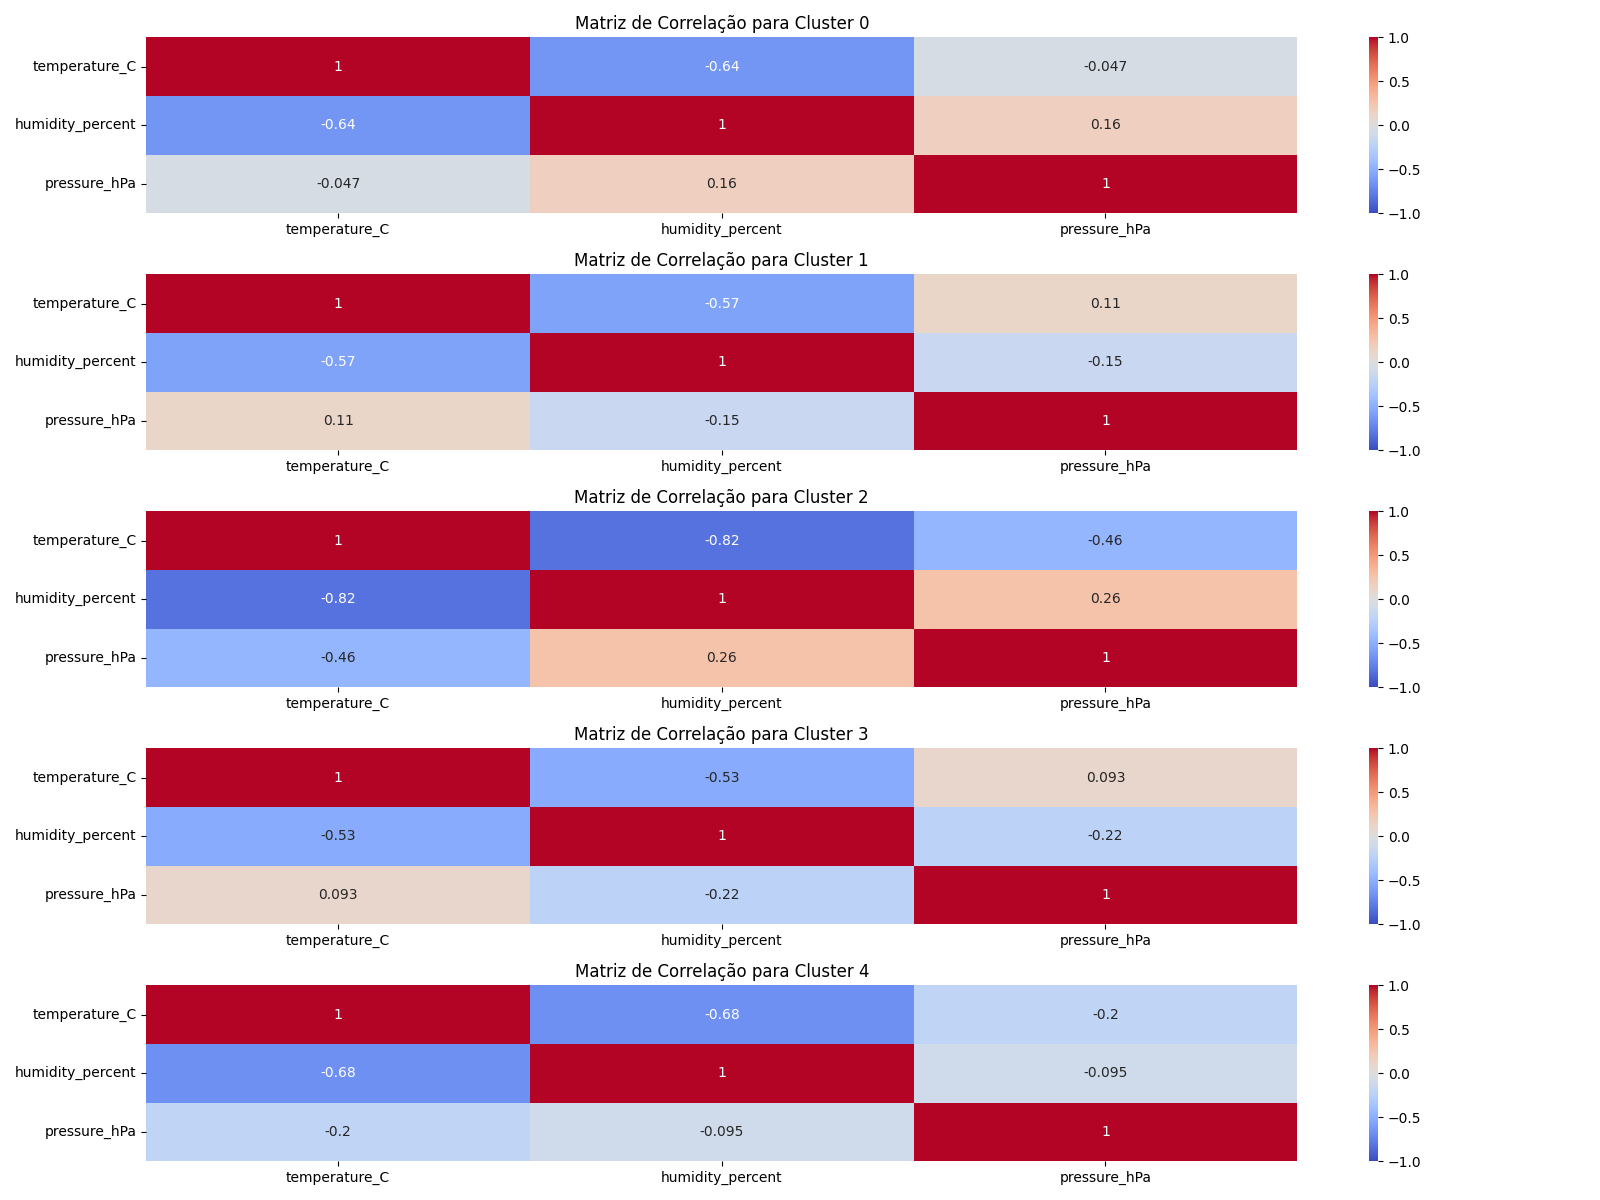 Matriz de Correlação para Cluster 0
temperature_C 1 -0.64 -0.047 1.0
0.5
humidity_percent -0.64 1 0.16 0.0
−0.5
pressure_hPa -0.047 0.16 1
−1.0
temperature_C humidity_percent pressure_hPa
Matriz de Correlação para Cluster 1
temperature_C 1 -0.57 0.11 1.0
0.5
humidity_percent -0.57 1 -0.15 0.0
−0.5
pressure_hPa 0.11 -0.15 1
−1.0
temperature_C humidity_percent pressure_hPa
Matriz de Correlação para Cluster 2
temperature_C 1 -0.82 -0.46 1.0
0.5
humidity_percent -0.82 1 0.26 0.0
−0.5
pressure_hPa -0.46 0.26 1
−1.0
temperature_C humidity_percent pressure_hPa
Matriz de Correlação para Cluster 3
temperature_C 1 -0.53 0.093 1.0
0.5
humidity_percent -0.53 1 -0.22 0.0
−0.5
pressure_hPa 0.093 -0.22 1
−1.0
temperature_C humidity_percent pressure_hPa
Matriz de Correlação para Cluster 4
temperature_C 1 -0.68 -0.2 1.0
0.5
humidity_percent -0.68 1 -0.095 0.0
−0.5
pressure_hPa -0.2 -0.095 1
−1.0
temperature_C humidity_percent pressure_hPa